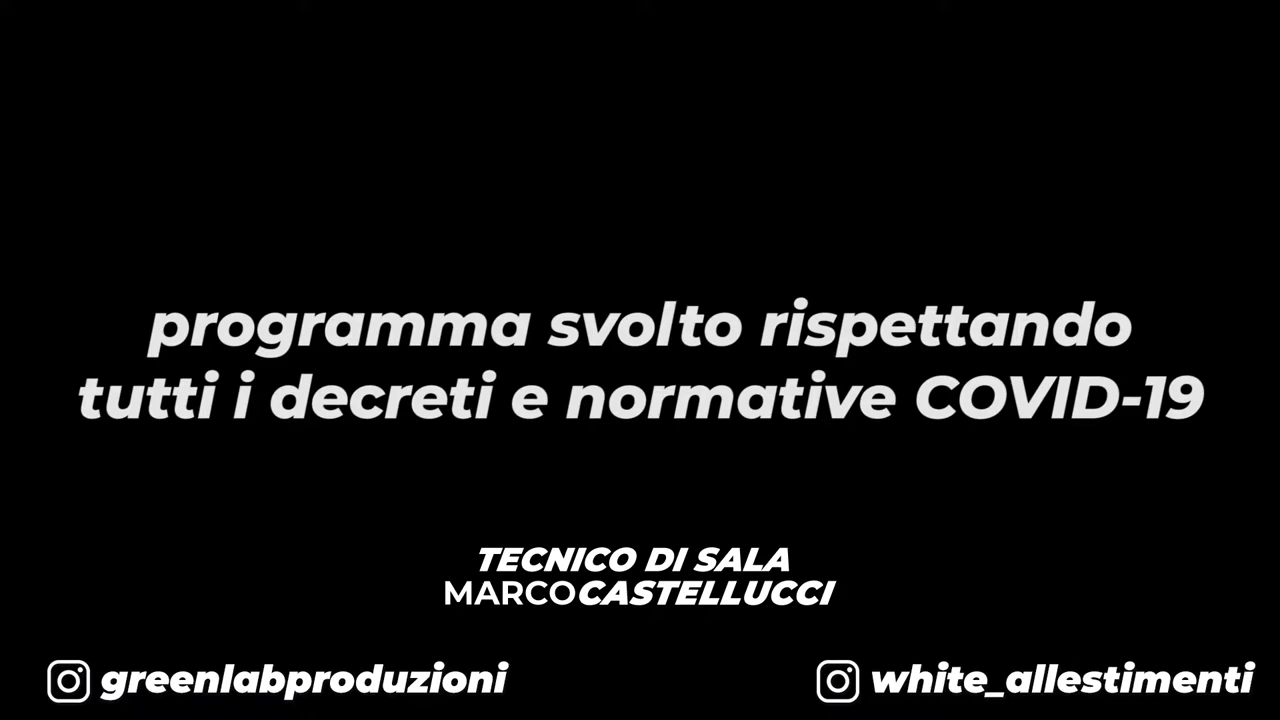 programma svolto rispettando
tutti i decreti e normative COVID-19
TECNICO DI SALA
MARCOCASTELLUCCI
greenlabproduzioni
white_allestimenti